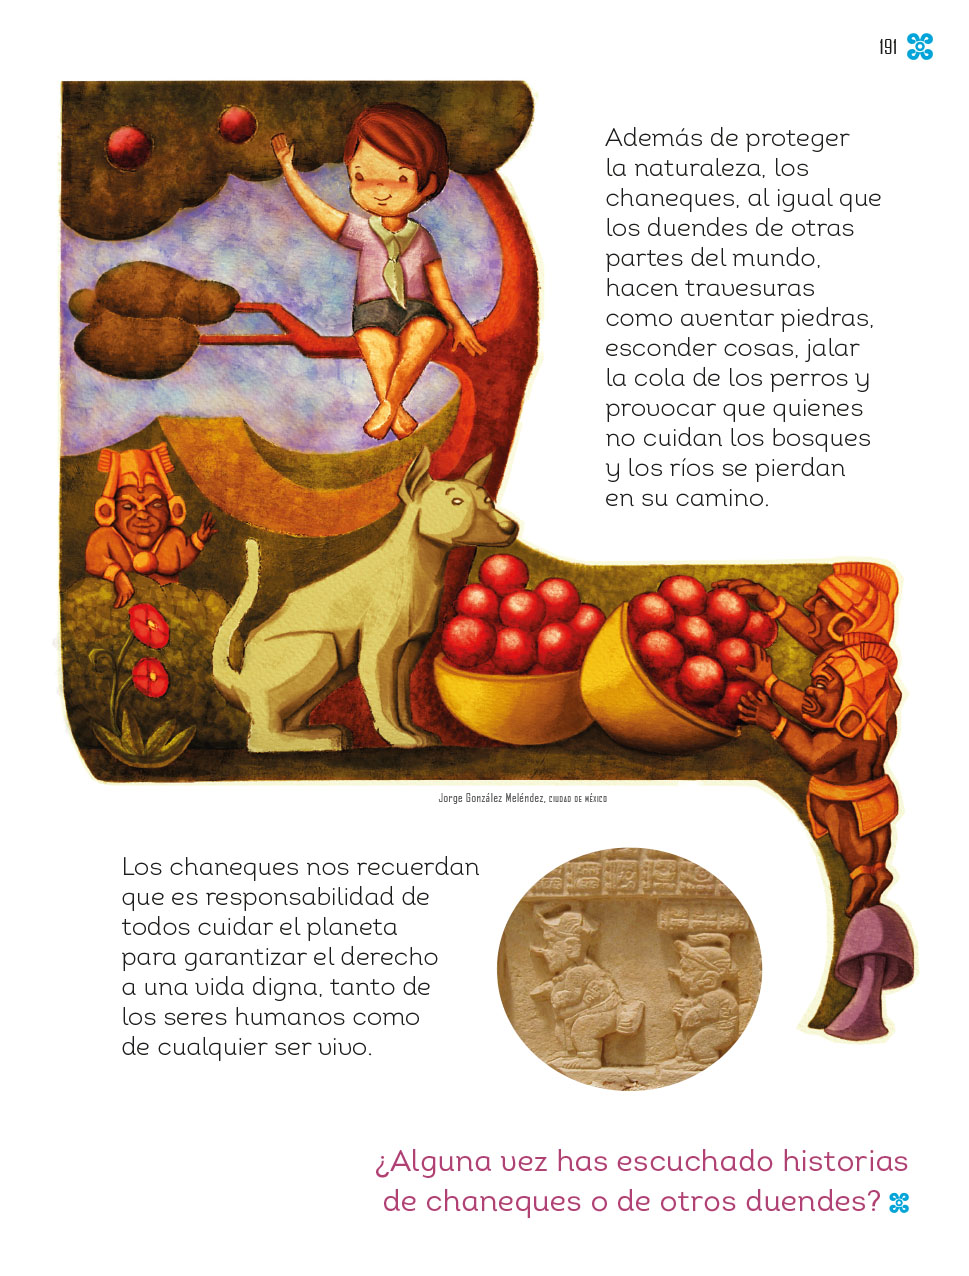 191
Además de proteger
la naturaleza, los
chaneques, al igual que
los duendes de otras
partes del mundo,
hacen travesuras
como aventar piedras,
esconder cosas, jalar
la cola de los perros y
provocar que quienes
no cuidan los bosques
y los ríos se pierdan
en su camino.
Jorge González Meléndez, CIUDAD DE MÉXICO
Los chaneques nos recuerdan
que es responsabilidad de
todos cuidar el planeta
para garantizar el derecho
a una vida digna, tanto de
los seres humanos como
de cualquier ser vivo.
¿Alguna vez has escuchado historias
de chaneques o de otros duendes?